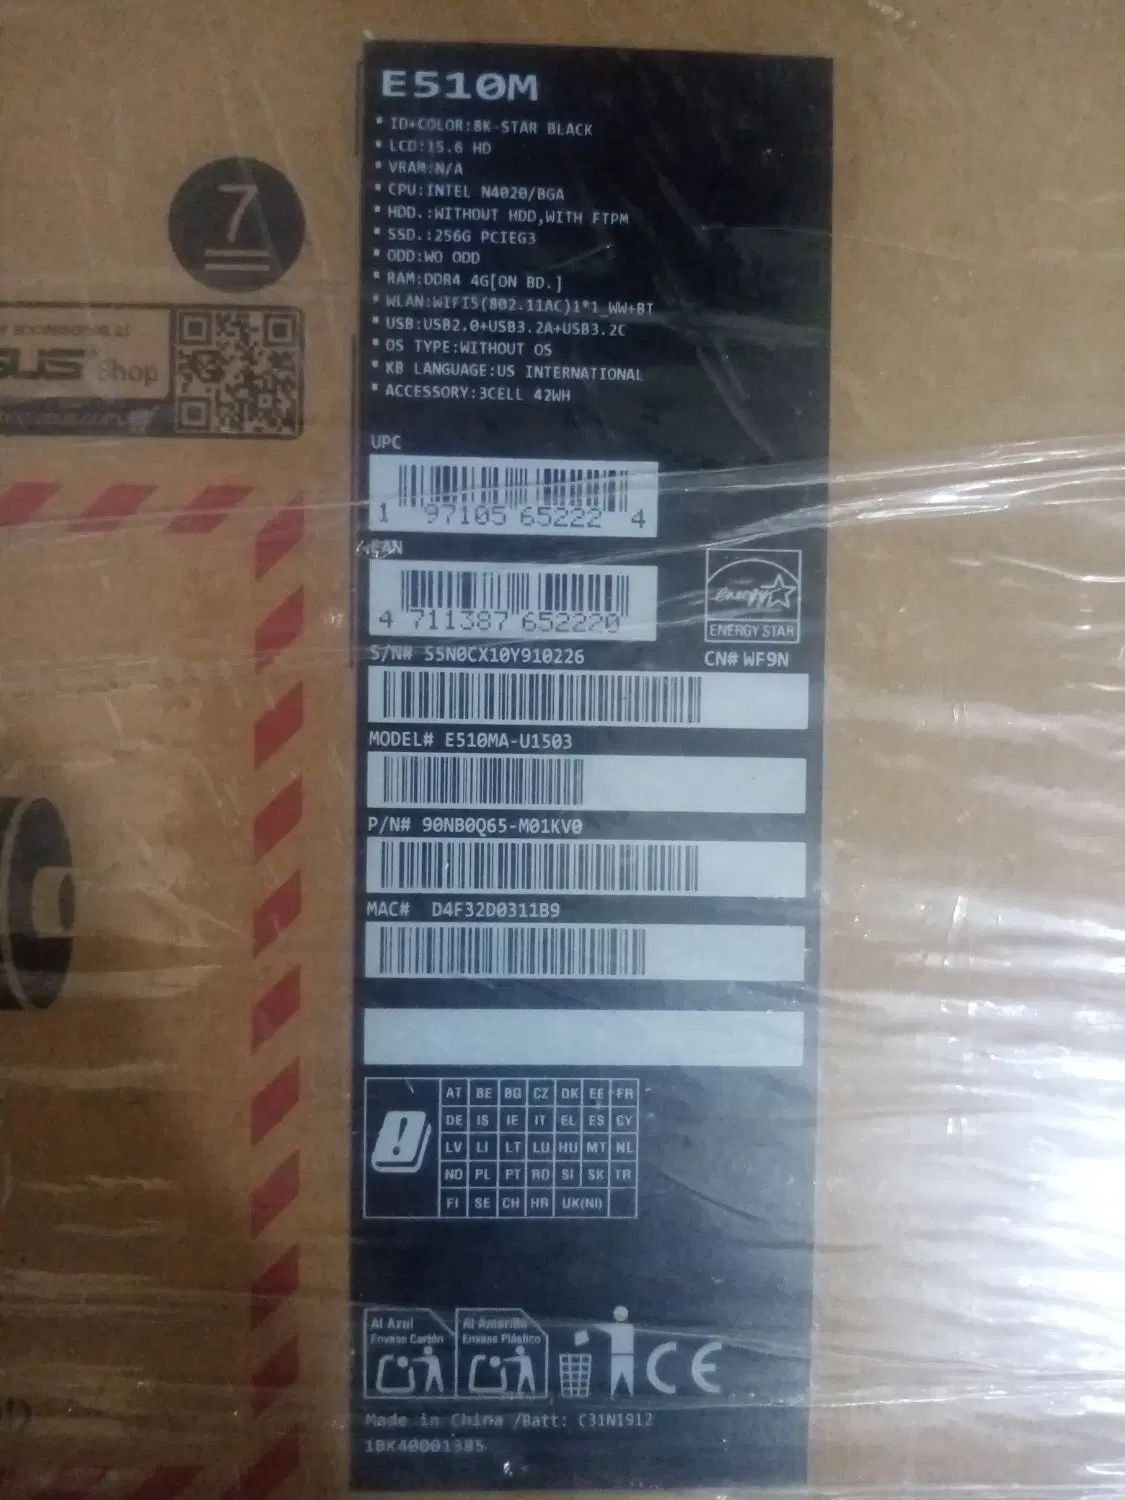 E510M
* ID+COLOR:BK-STAR BLACK
* LCD:15.6 HD
* VRAM:N/A
* CPU:INTEL N4020/BGA
* HDD.:WITHOUT HDD,WITH FTPM
* SSD.:256G PCIEG3
* ODD:WO ODD
* RAM:DDR4 4G[ON BD.]
* WLAN:WIFI5(802.11AC)1*1_WW+BT
* USB:USB2.0+USB3.2A+USB3.2C
* OS TYPE:WITHOUT OS
* KB LANGUAGE:US INTERNATIONAL
* ACCESSORY:3CELL 42WH
7
Shop
UPC
1 97105 65222 4
EAN
4 711387 652220
energy
ENERGY STAR
S/N# S5N0CX10Y910226
CN# WF9N
MODEL# E510MA-U1503
P/N# 90NB0Q65-M01KV0
MAC# D4F32D0311B9
AT BE BG CZ DK EE FR
DE IS IE IT EL ES CY
LV LI LT LU HU MT NL
NO PL PT RO SI SK TR
FI SE CH HR UK(NI)
Al Azul
Envase Cartón
Al Amarillo
Envase Plástico
CE
Made in China /Batt: C31N1912
1BK40001385